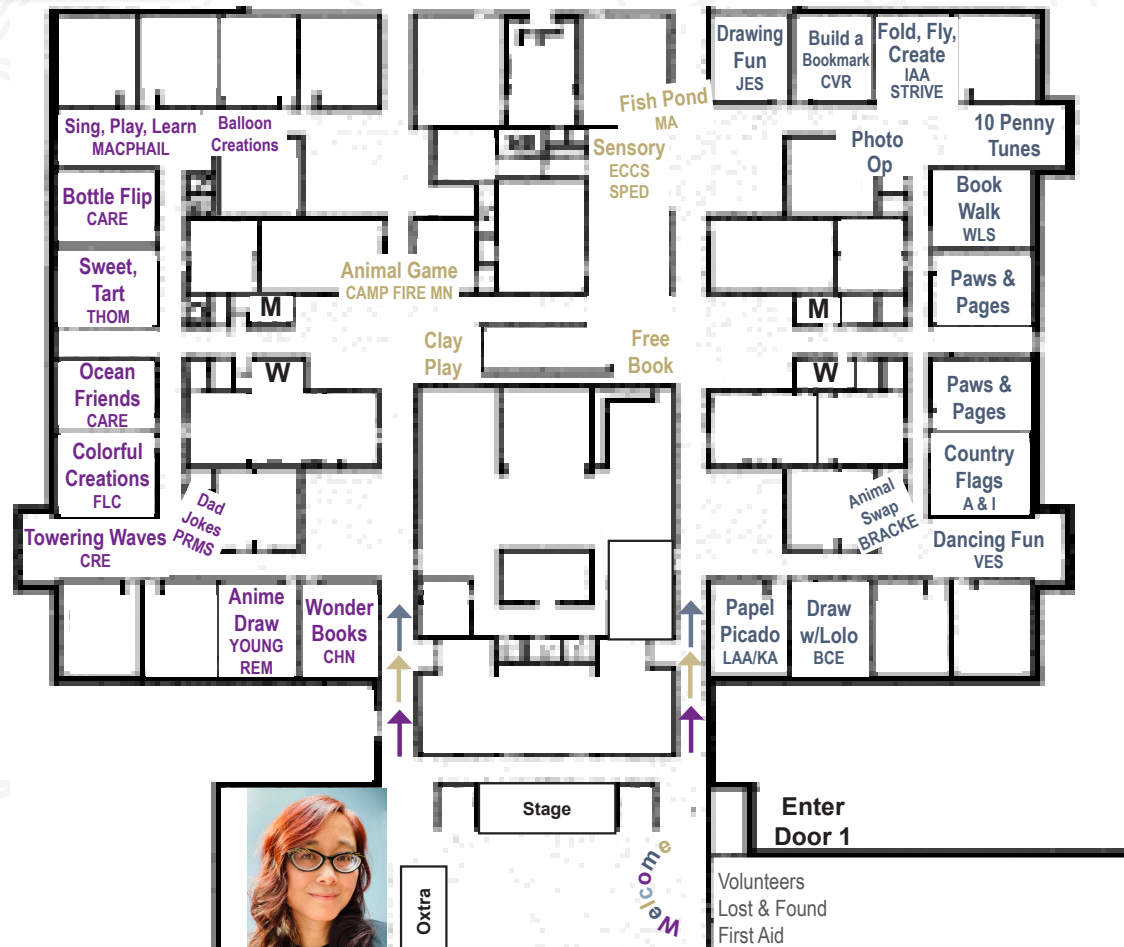 Drawing
Fun
JES
Build a
Bookmark
CVR
Fold, Fly,
Create
IAA
STRIVE
Fish Pond
MA
Sing, Play, Learn
MACPHAIL
Balloon
Creations
10 Penny
Tunes
Photo
Op
Sensory
ECCS
SPED
Bottle Flip
CARE
Book
Walk
WLS
Sweet,
Tart
THOM
Animal Game
CAMP FIRE MN
Paws &
Pages
M
M
Clay
Play
Free
Book
Ocean
Friends
CARE
W
W
Paws &
Pages
Colorful
Creations
FLC
Country
Flags
A & I
Dad
Jokes
PRMS
Animal
Swap
BRACKE
Towering Waves
CRE
Dancing Fun
VES
Anime
Draw
YOUNG
REM
Wonder
Books
CHN
Papel
Picado
LAA/KA
Draw
w/Lolo
BCE
Stage
Enter
Door 1
Oxtra
Welcome
Volunteers
Lost & Found
First Aid